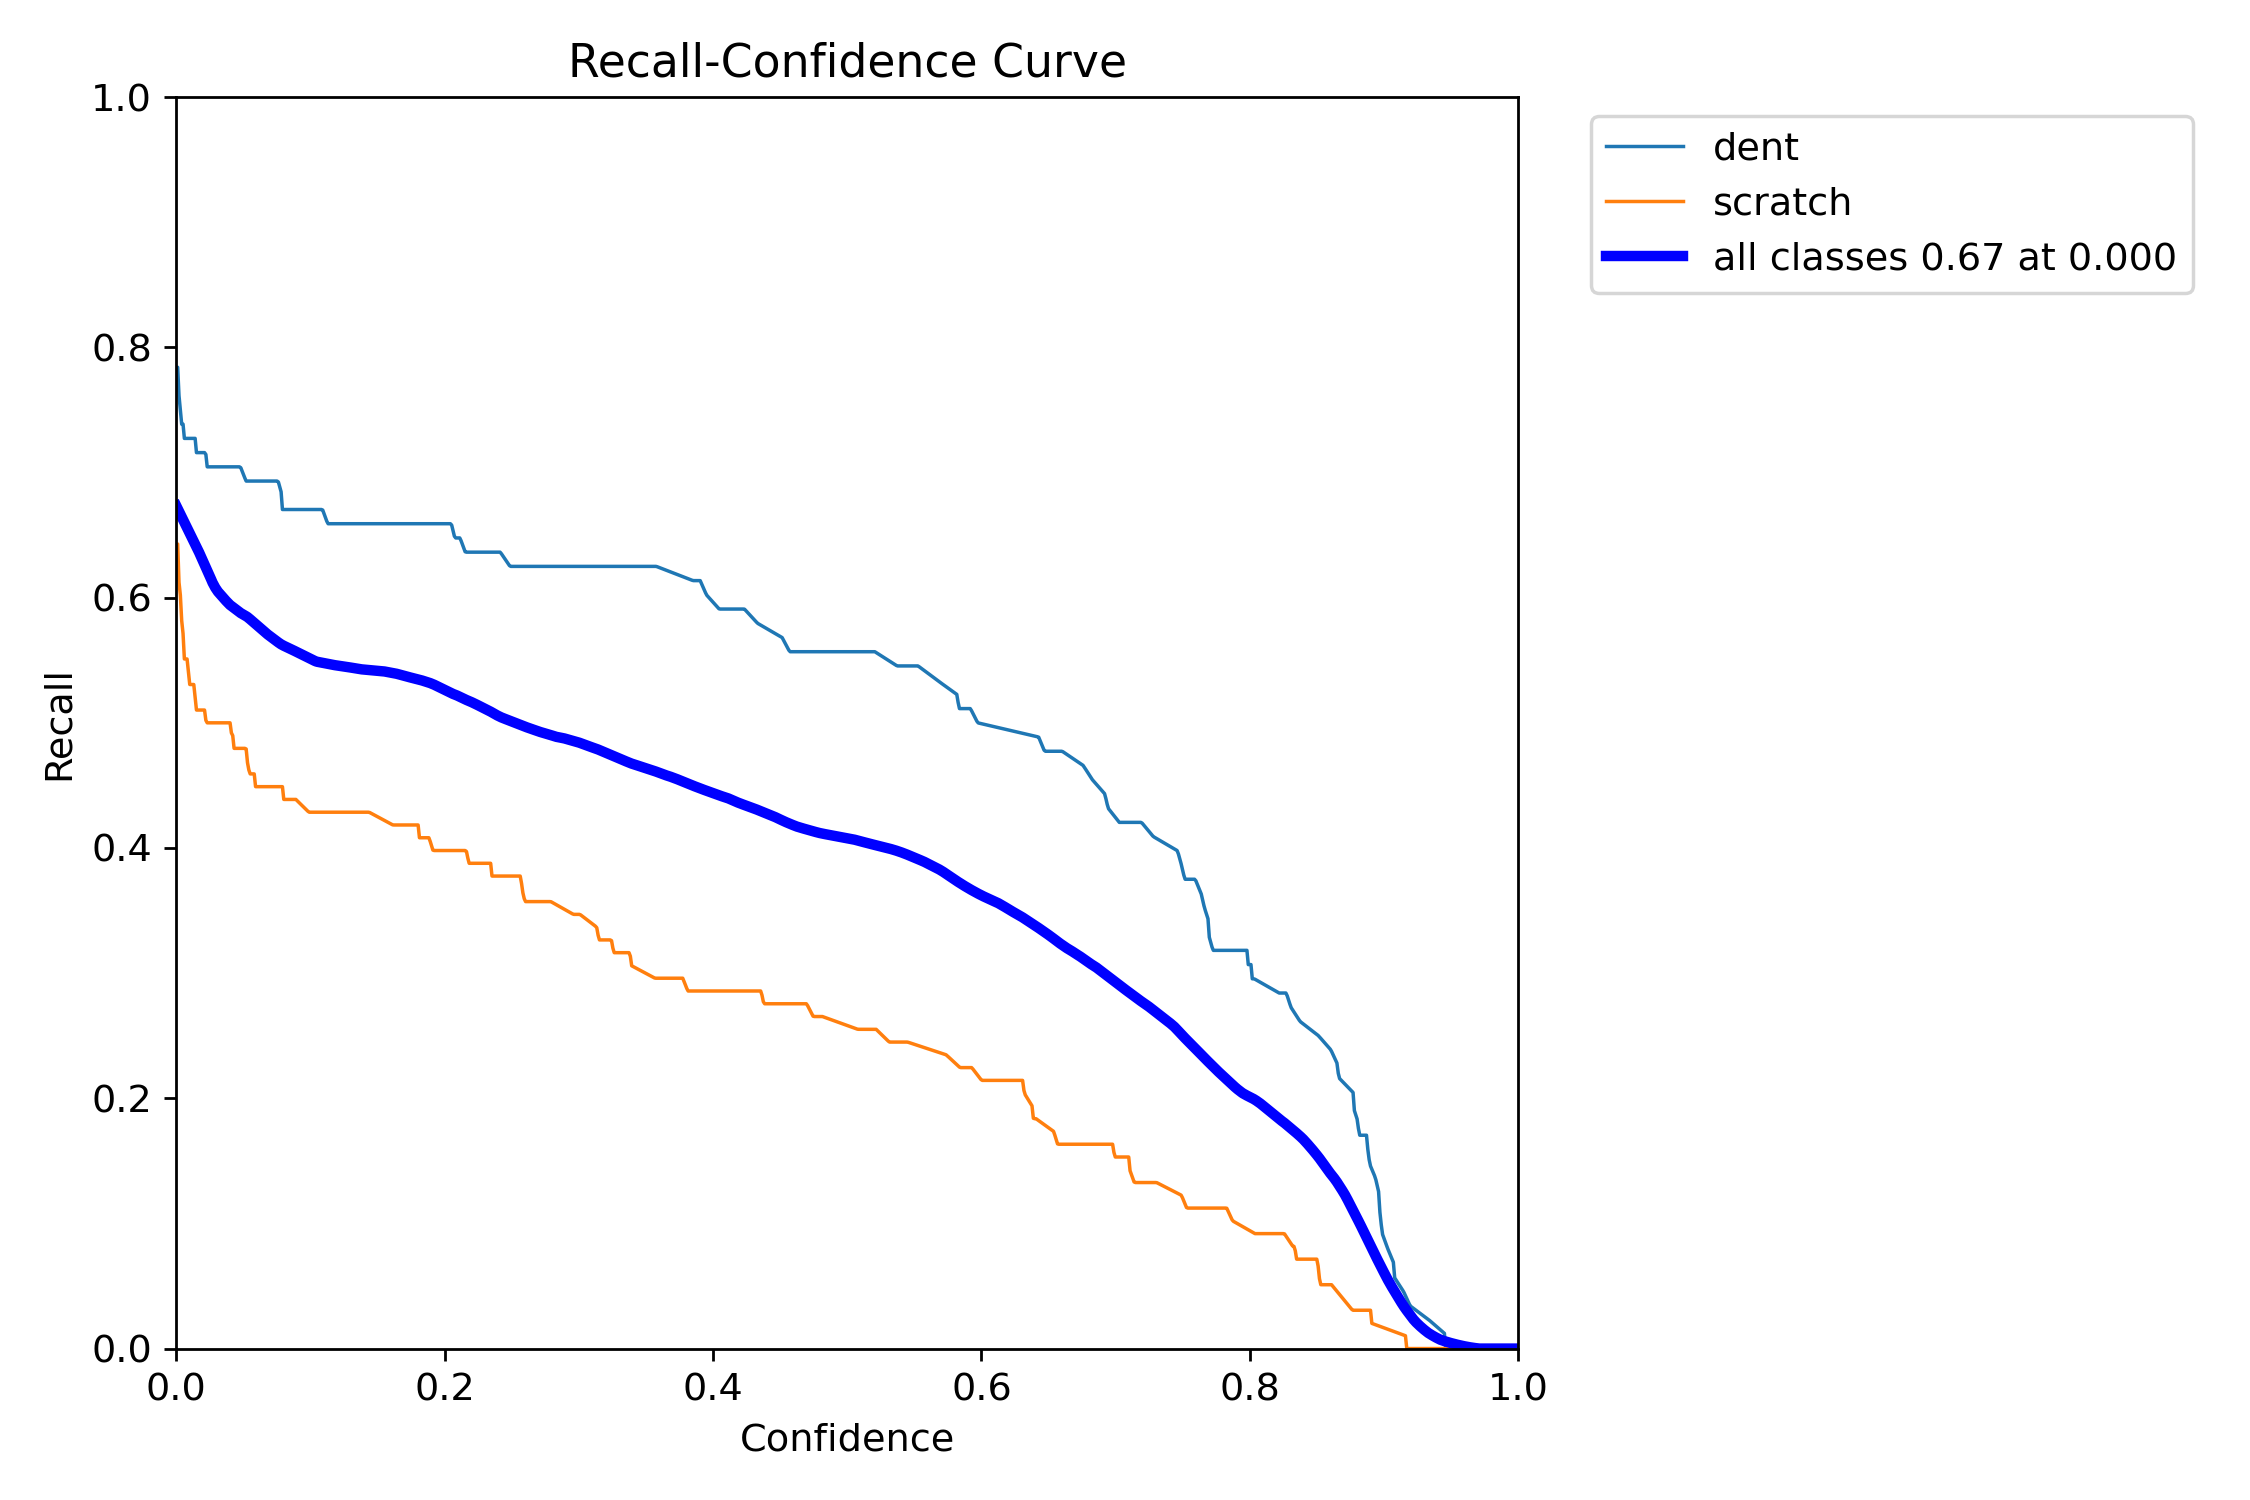 Recall-Confidence Curve
1.0
0.8
0.6
0.4
0.2
0.0
Recall
0.0 0.2 0.4 0.6 0.8 1.0
Confidence
dent
scratch
all classes 0.67 at 0.000